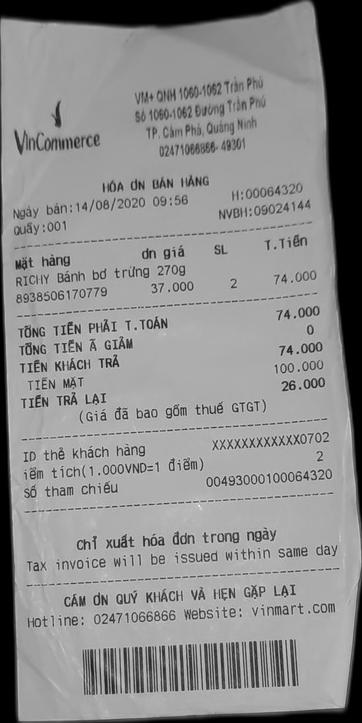 VinCommerce
VM+ QNH 1060-1062 Trần Phú
Số 1060-1062 Đường Trần Phú
TP. Cẩm Phả, Quảng Ninh
02471066866- 49301
HÓA ĐƠN BÁN HÀNG
Ngày bán:14/08/2020 09:56 H:00064320
Quầy:001 NVBH:09024144
Mặt hàng ơn giá SL T.Tiền
RICHY Bánh bơ trứng 270g
8938506170779 37.000 2 74.000
TỔNG TIỀN PHẢI T.TOÁN 74.000
TỔNG TIỀN Ã GIẢM 0
TIỀN KHÁCH TRẢ 74.000
TIỀN MẶT 100.000
TIỀN TRẢ LẠI 26.000
(Giá đã bao gồm thuế GTGT)
ID thẻ khách hàng XXXXXXXXXXXX0702
iểm tích(1.000VND=1 điểm) 2
Số tham chiếu 00493000100064320
Chỉ xuất hóa đơn trong ngày
Tax invoice will be issued within same day
CẢM ƠN QUÝ KHÁCH VÀ HẸN GẶP LẠI
Hotline: 02471066866 Website: vinmart.com